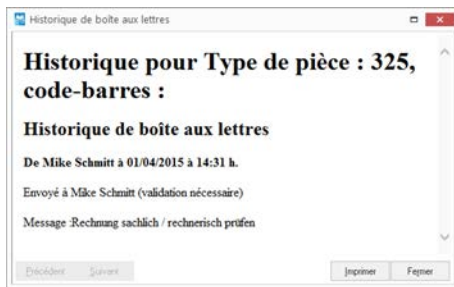 Historique de boîte aux lettres
Historique pour Type de pièce : 325,
code-barres :
Historique de boîte aux lettres
De Mike Schmitt à 01/04/2015 à 14:31 h.
Envoyé à Mike Schmitt (validation nécessaire)
Message :Rechnung sachlich / rechnerisch prüfen
Précédent Suivant Imprimer Fermer